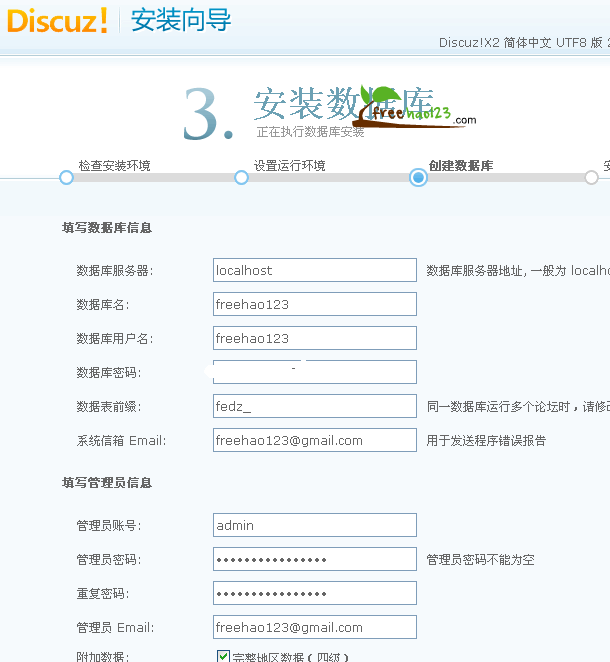 Discuz! 安装向导
Discuz!X2 简体中文 UTF8 版
3. 安装数据库
freehao123.com
正在执行数据库安装
检查安装环境 设置运行环境 创建数据库
填写数据库信息
数据库服务器: localhost 数据库服务器地址, 一般为
数据库名: freehao123
数据库用户名: freehao123
数据库密码:
数据表前缀: fedz_ 同一数据库运行多个论坛时，请修改
系统信箱 Email: freehao123@gmail.com 用于发送程序错误报告
填写管理员信息
管理员账号: admin
管理员密码: •••••••••••••••• 管理员密码不能为空
重复密码: ••••••••••••••••
管理员 Email: freehao123@gmail.com
附加数据: 完整地区数据 ( 四级 )